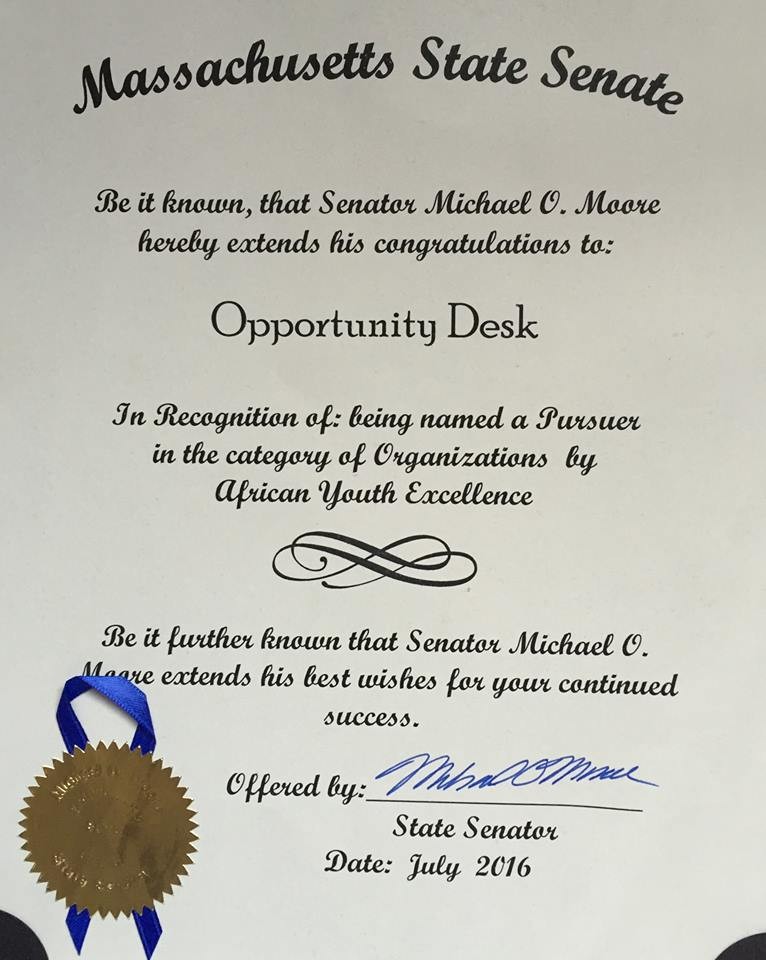 Massachusetts State Senate
Be it known, that Senator Michael O. Moore
hereby extends his congratulations to:
Opportunity Desk
In Recognition of: being named a Pursuer
in the category of Organizations by
African Youth Excellence
Be it further known that Senator Michael O.
Moore extends his best wishes for your continued
success.
Offered by:
State Senator
Date: July 2016